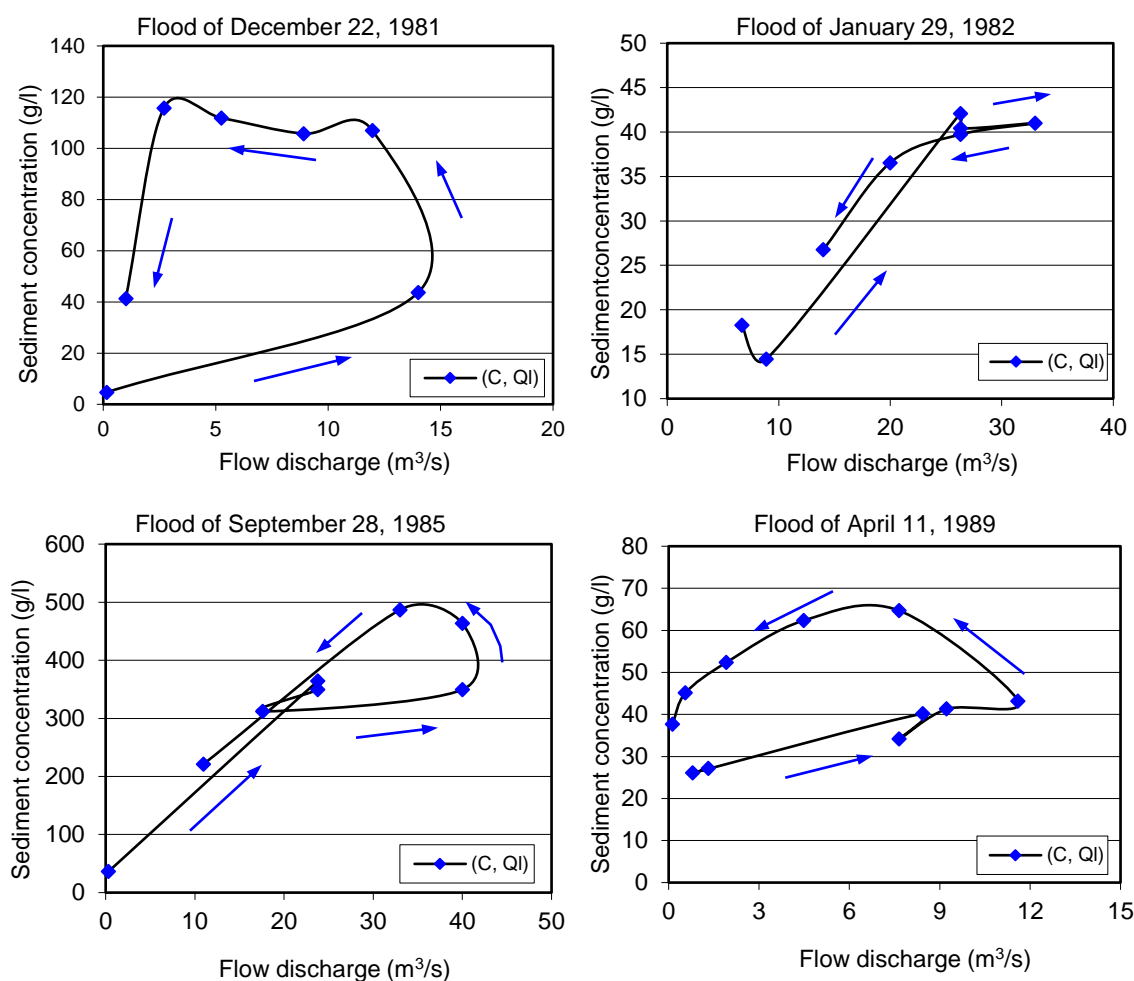 Flood of December 22, 1981
Sediment concentration (g/l)
140
120
100
80
60
40
20
0
0 5 10 15 20
(C, Ql)
Flow discharge (m³/s)
Flood of January 29, 1982
Sedimentconcentration (g/l)
50
45
40
35
30
25
20
15
10
0 10 20 30 40
(C, Ql)
Flow discharge (m³/s)
Flood of September 28, 1985
Sediment concentration (g/l)
600
500
400
300
200
100
0
0 10 20 30 40 50
(C, Ql)
Flow discharge (m³/s)
Flood of April 11, 1989
Sediment concentration (g/l)
80
70
60
50
40
30
20
10
0
0 3 6 9 12 15
(C, Ql)
Flow discharge (m³/s)